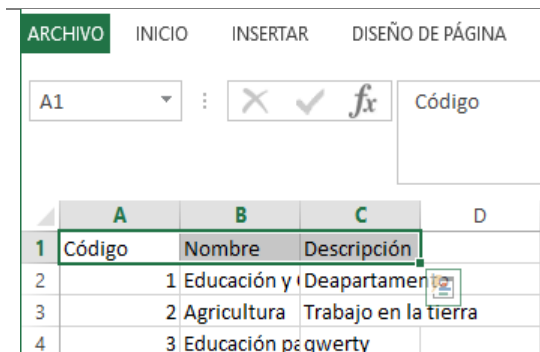 ARCHIVO INICIO INSERTAR DISEÑO DE PÁGINA
A1 fx Código
A B C D
1 Código Nombre Descripción
2 1 Educación y Deapartamento
3 2 Agricultura Trabajo en la tierra
4 3 Educación pa qwerty